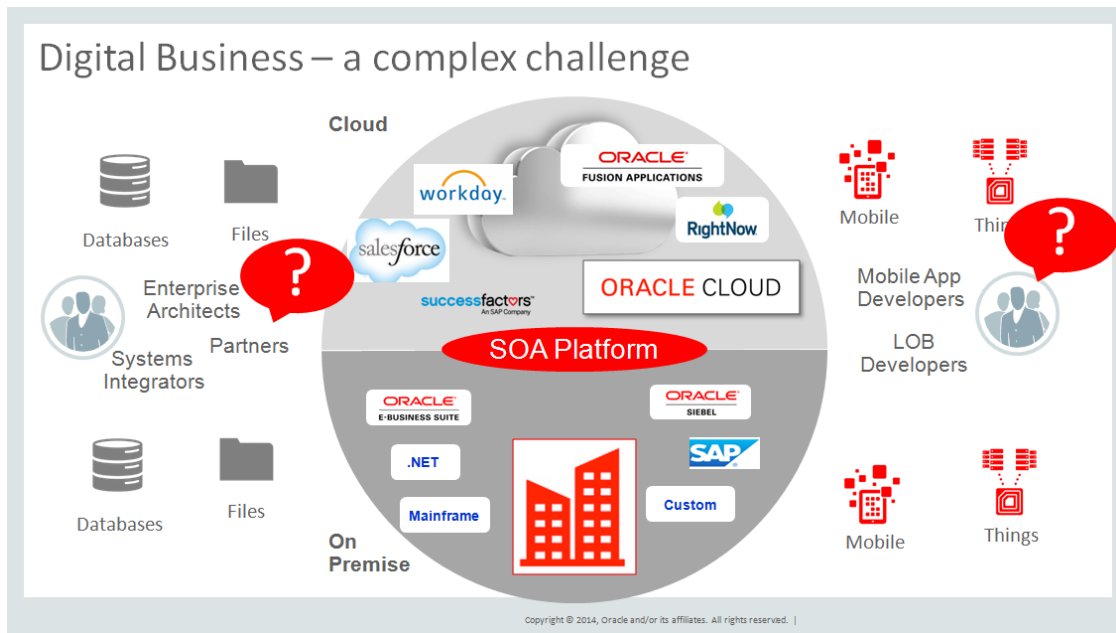 Digital Business – a complex challenge
Cloud
ORACLE®
FUSION APPLICATIONS
workday™
RightNow
salesforce
ORACLE CLOUD
successfactors™
An SAP Company
SOA Platform
Databases
Files
?
Enterprise
Architects
Partners
Systems
Integrators
Mobile
?
Mobile App
Developers
LOB
Developers
ORACLE®
E-BUSINESS SUITE
ORACLE®
SIEBEL
.NET
SAP®
Mainframe
Custom
On
Premise
Databases
Files
Mobile
Things
Copyright © 2014, Oracle and/or its affiliates. All rights reserved. |